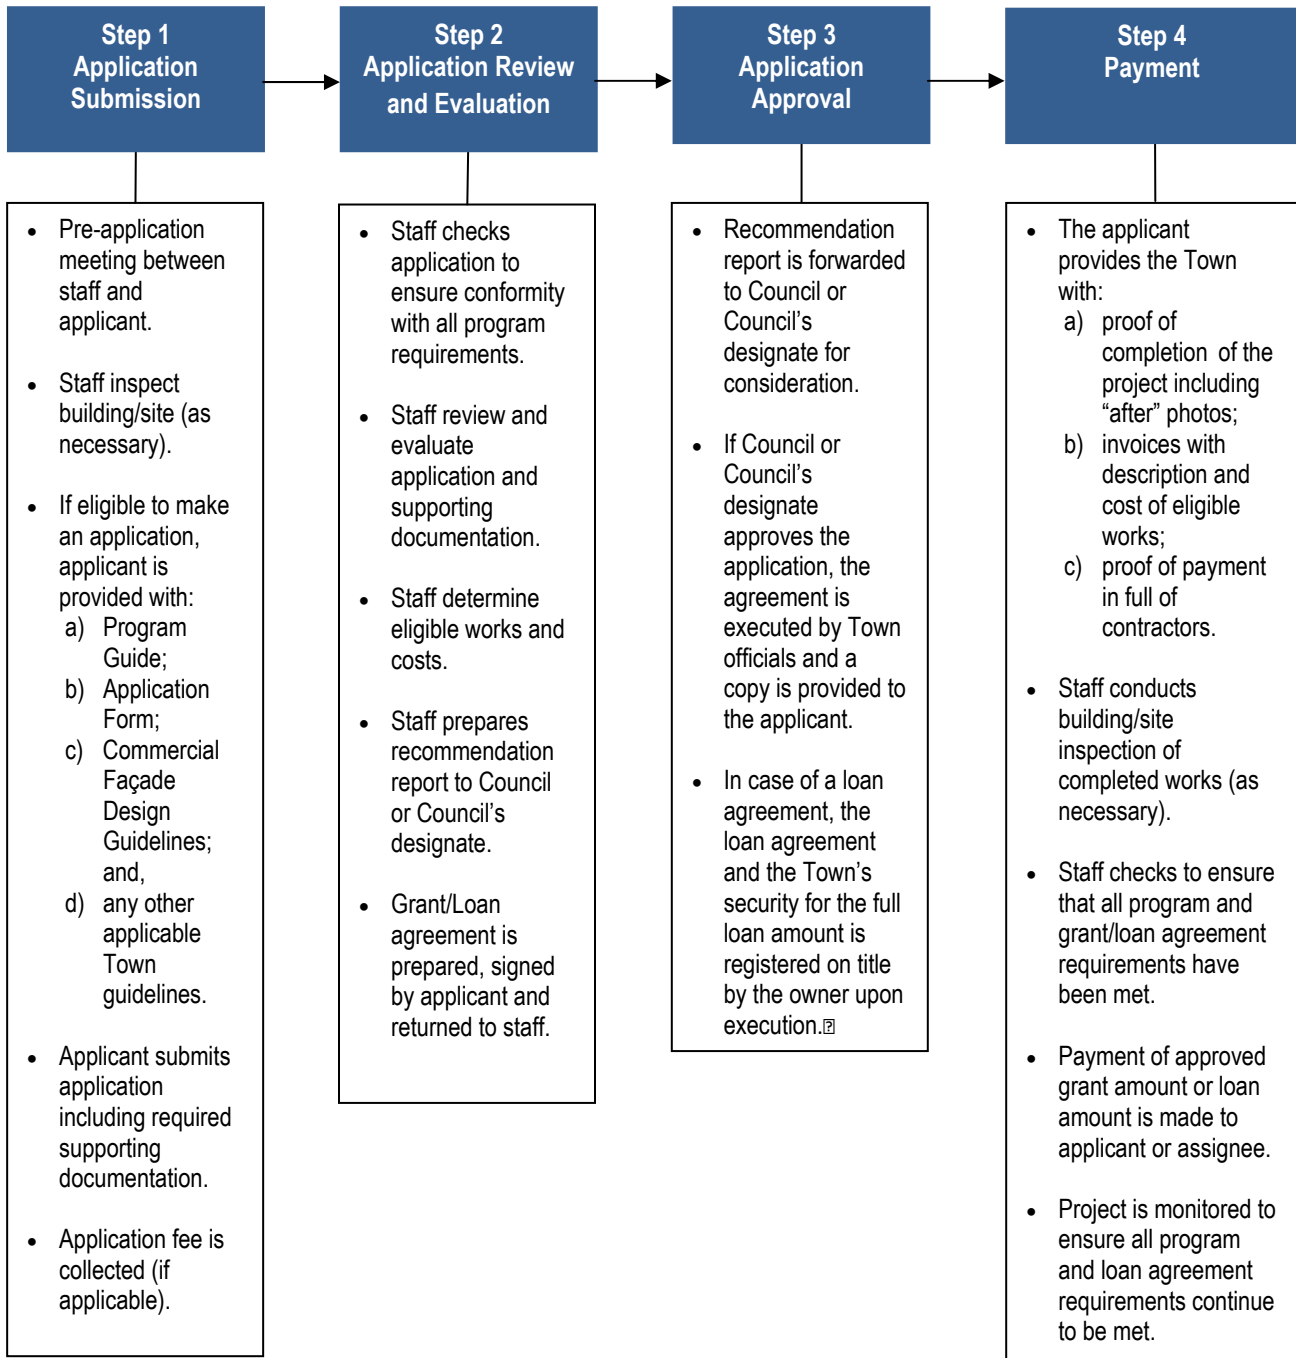 Step 1
Application
Submission
Step 2
Application Review
and Evaluation
Step 3
Application
Approval
Step 4
Payment
• Pre-application
meeting between
staff and
applicant.
• Staff inspect
building/site (as
necessary).
• If eligible to make
an application,
applicant is
provided with:
a) Program
Guide;
b) Application
Form;
c) Commercial
Façade
Design
Guidelines;
and,
d) any other
applicable
Town
guidelines.
• Applicant submits
application
including required
supporting
documentation.
• Application fee is
collected (if
applicable).
• Staff checks
application to
ensure conformity
with all program
requirements.
• Staff review and
evaluate
application and
supporting
documentation.
• Staff determine
eligible works and
costs.
• Staff prepares
recommendation
report to Council
or Council’s
designate.
• Grant/Loan
agreement is
prepared, signed
by applicant and
returned to staff.
• Recommendation
report is forwarded
to Council or
Council’s
designate for
consideration.
• If Council or
Council’s
designate
approves the
application, the
agreement is
executed by Town
officials and a
copy is provided to
the applicant.
• In case of a loan
agreement, the
loan agreement
and the Town’s
security for the full
loan amount is
registered on title
by the owner upon
execution.⍰
• The applicant
provides the Town
with:
a) proof of
completion of the
project including
“after” photos;
b) invoices with
description and
cost of eligible
works;
c) proof of payment
in full of
contractors.
• Staff conducts
building/site
inspection of
completed works (as
necessary).
• Staff checks to ensure
that all program and
grant/loan agreement
requirements have
been met.
• Payment of approved
grant amount or loan
amount is made to
applicant or assignee.
• Project is monitored to
ensure all program
and loan agreement
requirements continue
to be met.